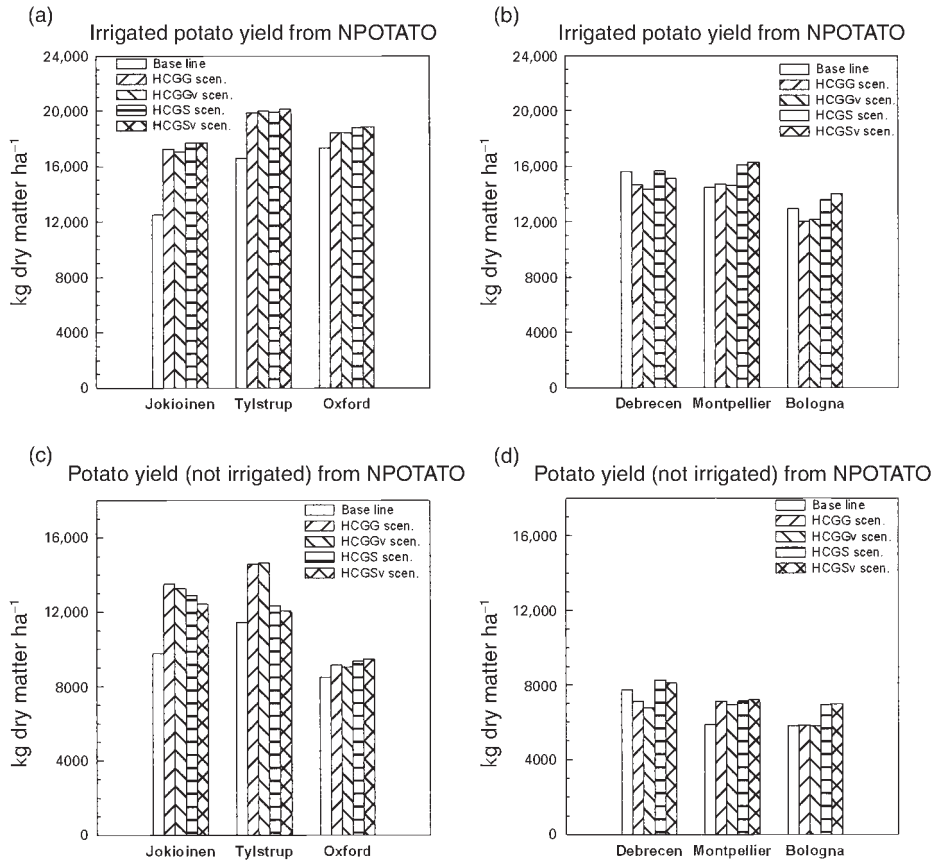 (a)
Irrigated potato yield from NPOTATO
24,000
20,000
16,000
12,000
8000
4000
0
kg dry matter ha⁻¹
Base line
HCGG scen.
HCGGv scen.
HCGS scen.
HCGSv scen.
Jokioinen Tylstrup Oxford
(b)
Irrigated potato yield from NPOTATO
24,000
20,000
16,000
12,000
8000
4000
0
kg dry matter ha⁻¹
Base line
HCGG scen.
HCGGv scen.
HCGS scen.
HCGSv scen.
Debrecen Montpellier Bologna
(c)
Potato yield (not irrigated) from NPOTATO
16,000
12,000
8000
4000
0
kg dry matter ha⁻¹
Base line
HCGG scen.
HCGGv scen.
HCGS scen.
HCGSv scen.
Jokioinen Tylstrup Oxford
(d)
Potato yield (not irrigated) from NPOTATO
16,000
12,000
8000
4000
0
kg dry matter ha⁻¹
Base line
HCGG scen.
HCGGv scen.
HCGS scen.
HCGSv scen.
Debrecen Montpellier Bologna